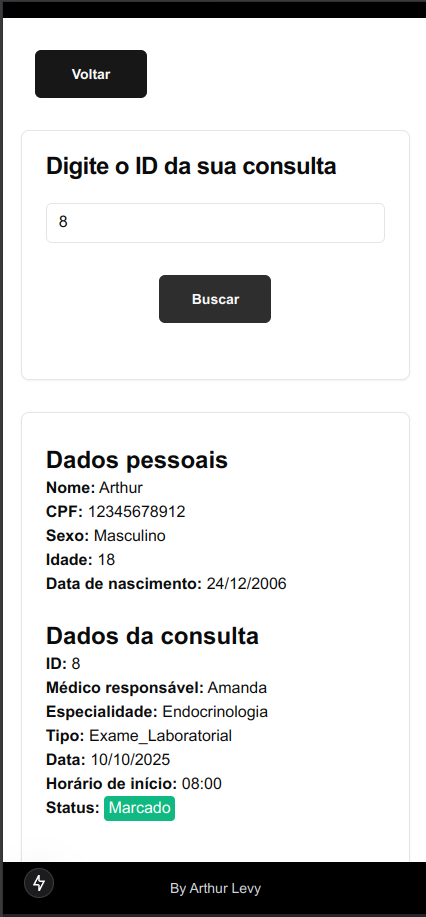 Voltar
Digite o ID da sua consulta
8
Buscar
Dados pessoais
Nome: Arthur
CPF: 12345678912
Sexo: Masculino
Idade: 18
Data de nascimento: 24/12/2006
Dados da consulta
ID: 8
Médico responsável: Amanda
Especialidade: Endocrinologia
Tipo: Exame_Laboratorial
Data: 10/10/2025
Horário de início: 08:00
Status: Marcado
By Arthur Levy